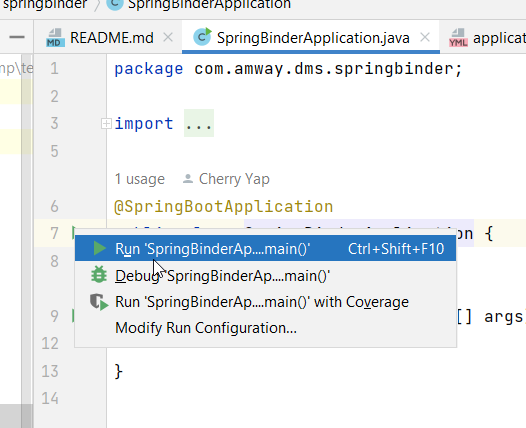 springbinder > SpringBinderApplication
README.md
SpringBinderApplication.java
applicat
mp\te
1 package com.amway.dms.springbinder;
2
3 import ...
5
1 usage Cherry Yap
6 @SpringBootApplication
7 {
Run 'SpringBinderAp....main()' Ctrl+Shift+F10
8
Debug 'SpringBinderAp....main()'
Run 'SpringBinderAp....main()' with Coverage
9 [] args
Modify Run Configuration...
12
13 }
14